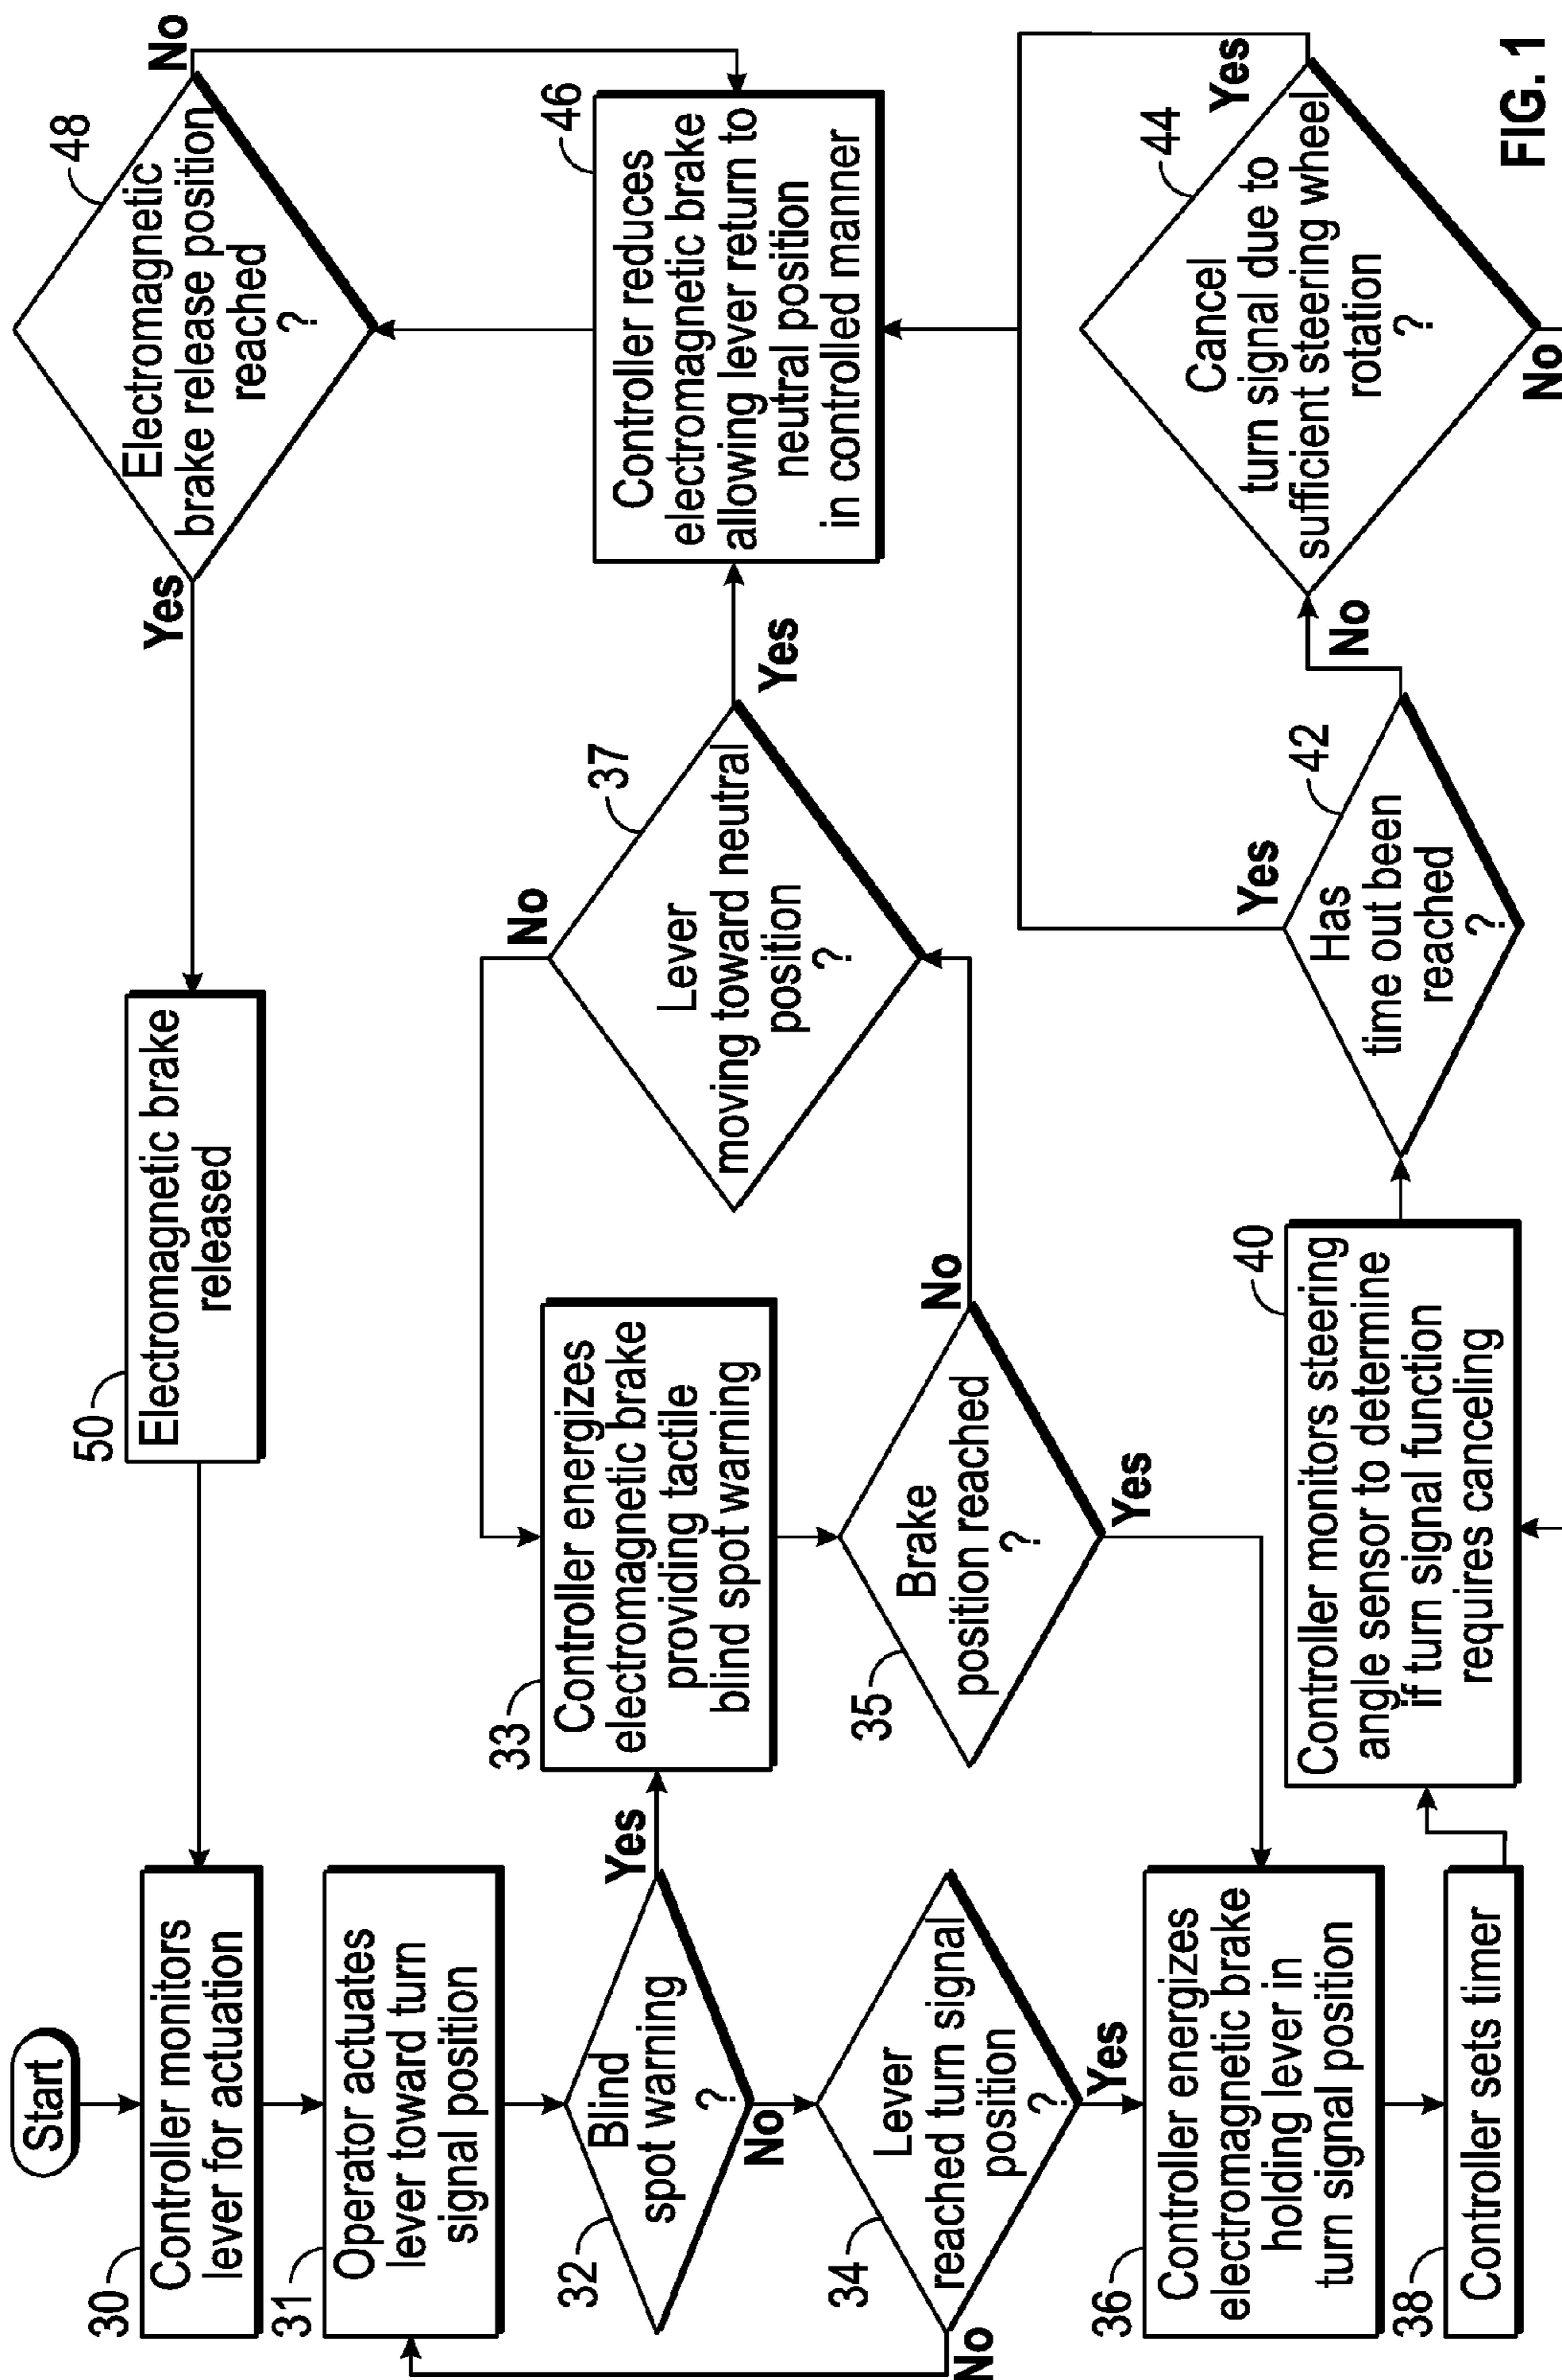 Start
30
Controller monitors
lever for actuation
31
Operator actuates
lever toward turn
signal position
32
Blind
spot warning
?
Yes
No
34
Lever
reached turn signal
position
?
No
Yes
36
Controller energizes
electromagnetic brake
holding lever in
turn signal position
38
Controller sets timer
33
Controller energizes
electromagnetic brake
providing tactile
blind spot warning
35
Brake
position reached
?
No
Yes
37
Lever
moving toward neutral
position
?
No
Yes
40
Controller monitors steering
angle sensor to determine
if turn signal function
requires canceling
42
Has
time out been
reached
?
Yes
No
44
Cancel
turn signal due to
sufficient steering wheel
rotation
?
Yes
No
46
Controller reduces
electromagnetic brake
allowing lever return to
neutral position
in controlled manner
48
Electromagnetic
brake release position
reached
?
Yes
No
50
Electromagnetic brake
released
FIG. 1